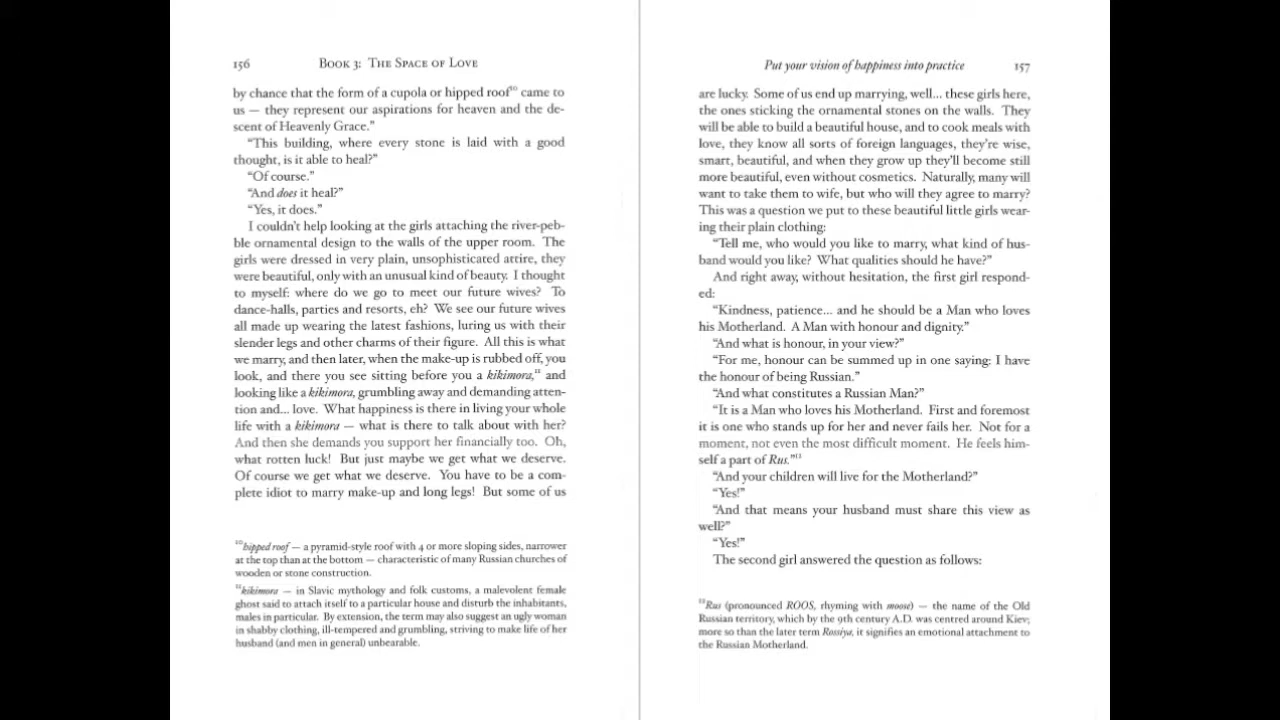 156 BOOK 3: THE SPACE OF LOVE
by chance that the form of a cupola or hipped roof¹⁰ came to
us — they represent our aspirations for heaven and the de-
scent of Heavenly Grace."
"This building, where every stone is laid with a good
thought, is it able to heal?"
"Of course."
"And does it heal?"
"Yes, it does."
I couldn't help looking at the girls attaching the river-peb-
ble ornamental design to the walls of the upper room. The
girls were dressed in very plain, unsophisticated attire, they
were beautiful, only with an unusual kind of beauty. I thought
to myself: where do we go to meet our future wives? To
dance-halls, parties and resorts, eh? We see our future wives
all made up wearing the latest fashions, luring us with their
slender legs and other charms of their figure. All this is what
we marry, and then later, when the make-up is rubbed off, you
look, and there you see sitting before you a kikimora,¹¹ and
looking like a kikimora, grumbling away and demanding atten-
tion and... love. What happiness is there in living your whole
life with a kikimora — what is there to talk about with her?
And then she demands you support her financially too. Oh,
what rotten luck! But just maybe we get what we deserve.
Of course we get what we deserve. You have to be a com-
plete idiot to marry make-up and long legs! But some of us
¹⁰hipped roof — a pyramid-style roof with 4 or more sloping sides, narrower
at the top than at the bottom — characteristic of many Russian churches of
wooden or stone construction.
¹¹kikimora — in Slavic mythology and folk customs, a malevolent female
ghost said to attach itself to a particular house and disturb the inhabitants,
males in particular. By extension, the term may also suggest an ugly woman
in shabby clothing, ill-tempered and grumbling, striving to make life of her
husband (and men in general) unbearable.
Put your vision of happiness into practice 157
are lucky. Some of us end up marrying, well... these girls here,
the ones sticking the ornamental stones on the walls. They
will be able to build a beautiful house, and to cook meals with
love, they know all sorts of foreign languages, they're wise,
smart, beautiful, and when they grow up they'll become still
more beautiful, even without cosmetics. Naturally, many will
want to take them to wife, but who will they agree to marry?
This was a question we put to these beautiful little girls wear-
ing their plain clothing:
"Tell me, who would you like to marry, what kind of hus-
band would you like? What qualities should he have?"
And right away, without hesitation, the first girl respond-
ed:
"Kindness, patience... and he should be a Man who loves
his Motherland. A Man with honour and dignity."
"And what is honour, in your view?"
"For me, honour can be summed up in one saying: I have
the honour of being Russian."
"And what constitutes a Russian Man?"
"It is a Man who loves his Motherland. First and foremost
it is one who stands up for her and never fails her. Not for a
moment, not even the most difficult moment. He feels him-
self a part of Rus."¹²
"And your children will live for the Motherland?"
"Yes!"
"And that means your husband must share this view as
well?"
"Yes!"
The second girl answered the question as follows:
¹²Rus (pronounced ROOS, rhyming with moose) — the name of the Old
Russian territory, which by the 9th century A.D. was centred around Kiev;
more so than the later term Rossiya, it signifies an emotional attachment to
the Russian Motherland.